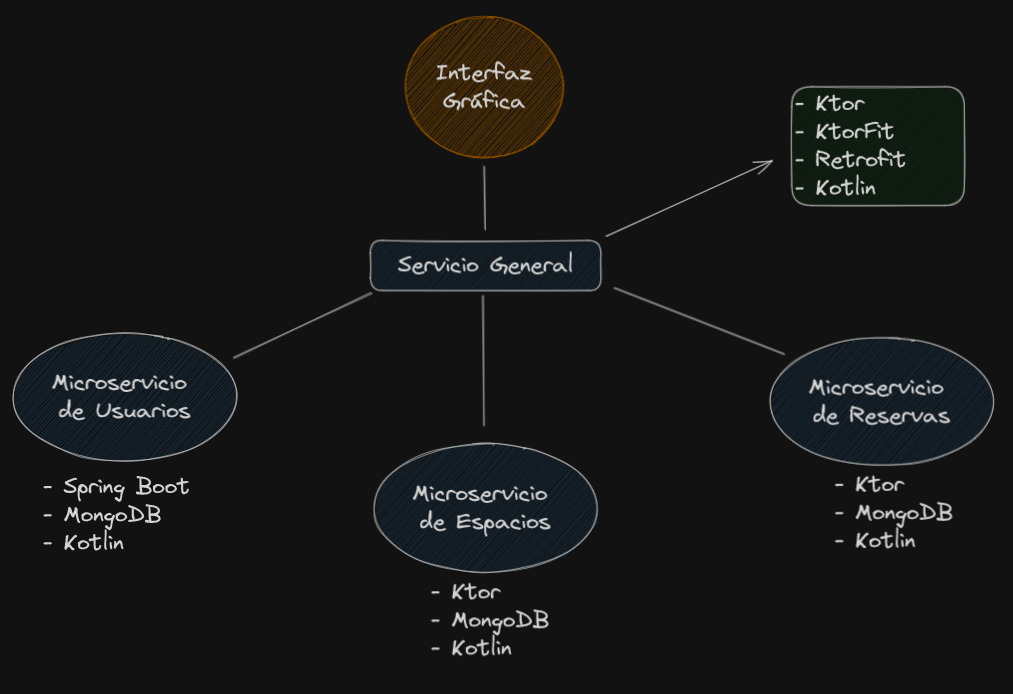 Interfaz
Gráfica
- Ktor
- KtorFit
- Retrofit
- Kotlin
Servicio General
Microservicio
de Usuarios
- Spring Boot
- MongoDB
- Kotlin
Microservicio
de Espacios
- Ktor
- MongoDB
- Kotlin
Microservicio
de Reservas
- Ktor
- MongoDB
- Kotlin